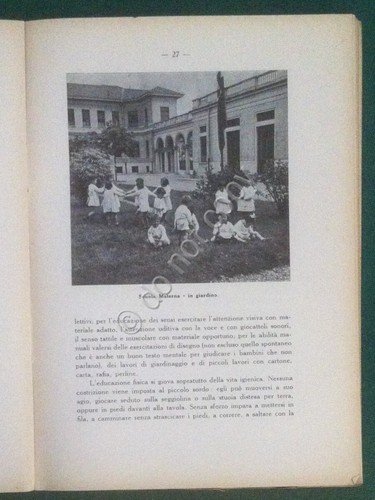 — 27 —
Scuola Materna - in giardino.
lettivi; per l'educazione dei sensi esercitare l'attenzione visiva con ma-
teriale adatto, l'attenzione uditiva con la voce e con giocattoli sonori,
il senso tattile e muscolare con materiale opportuno; per le abilità ma-
nuali valersi delle esercitazioni di disegno (non escluso quello spontaneo
che è anche un buon testo mentale per giudicare i bambini che non
parlano), dei lavori di giardinaggio e di piccoli lavori con cartone,
carta, rafia, perline.
L'educazione fisica si giova sopratutto della vita igienica. Nessuna
costrizione viene imposta al piccolo sordo: egli può muoversi a suo
agio, giocare seduto sulla seggiolina o sulla stuoia distesa per terra,
oppure in piedi davanti alla tavola. Senza sforzo impara a mettersi in
fila, a camminare senza strascicare i piedi, a correre, a saltare con la